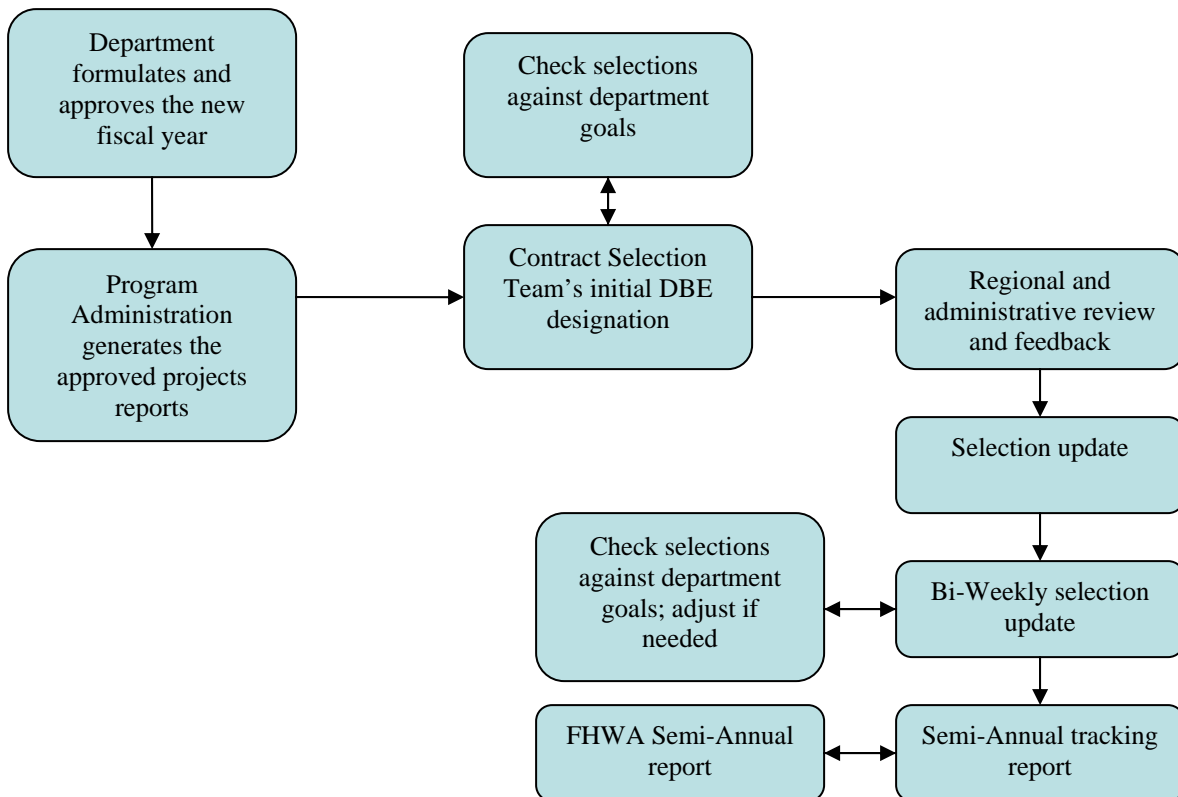 Department
formulates and
approves the new
fiscal year
Check selections
against department
goals
Program
Administration
generates the
approved projects
reports
Contract Selection
Team’s initial DBE
designation
Regional and
administrative review
and feedback
Selection update
Check selections
against department
goals; adjust if
needed
Bi-Weekly selection
update
FHWA Semi-Annual
report
Semi-Annual tracking
report